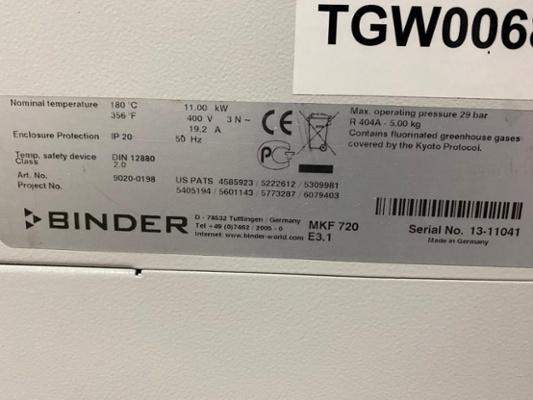 TGW0068
Nominal temperature 180 °C 11.00 kW
356 °F 400 V 3 N ~
19,2 A
Enclosure Protection IP 20 50 Hz
Temp. safety device DIN 12880
Class 2.0
Art. No. 9020-0198 US PATS 4585923 / 5222612 / 5309981
Project No. 5405194 / 5601143 / 5773287 / 6079403
CE
Max. operating pressure 29 bar
R 404A - 5,00 kg
Contains fluorinated greenhouse gases
covered by the Kyoto Protocol.
BINDER
D - 78532 Tuttlingen / Germany
Tel +49 (0)7462 / 2005 - 0
Internet: www.binder-world.com
MKF 720
E3.1
Serial No. 13-11041
Made in Germany